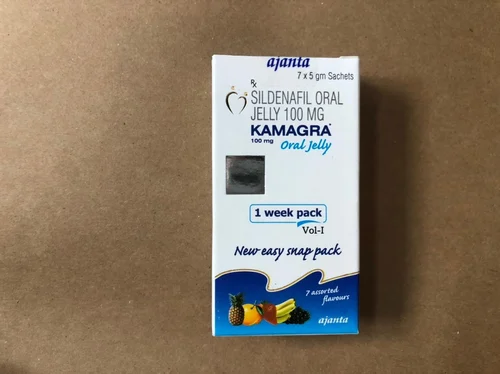 ajanta
7 x 5 gm Sachets
Rx
SILDENAFIL ORAL
JELLY 100 MG
KAMAGRA®
100 mg Oral Jelly
1 week pack
Vol-I
New easy snap pack
7 assorted
flavours
ajanta